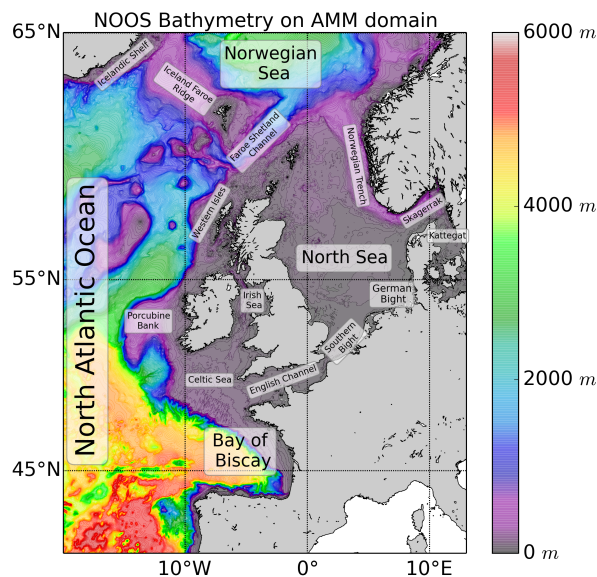 NOOS Bathymetry on AMM domain
65°N
55°N
45°N
10°W
0°
10°E
Icelandic Shelf
Norwegian
Sea
Iceland Faroe
Ridge
Faroe Shetland
Channel
Norwegian Trench
Western Isles
Skagerrak
Kattegat
North Sea
North Atlantic Ocean
German
Bight
Irish
Sea
Porcubine
Bank
Southern
Bight
Celtic Sea
English Channel
Bay of
Biscay
6000 m
4000 m
2000 m
0 m